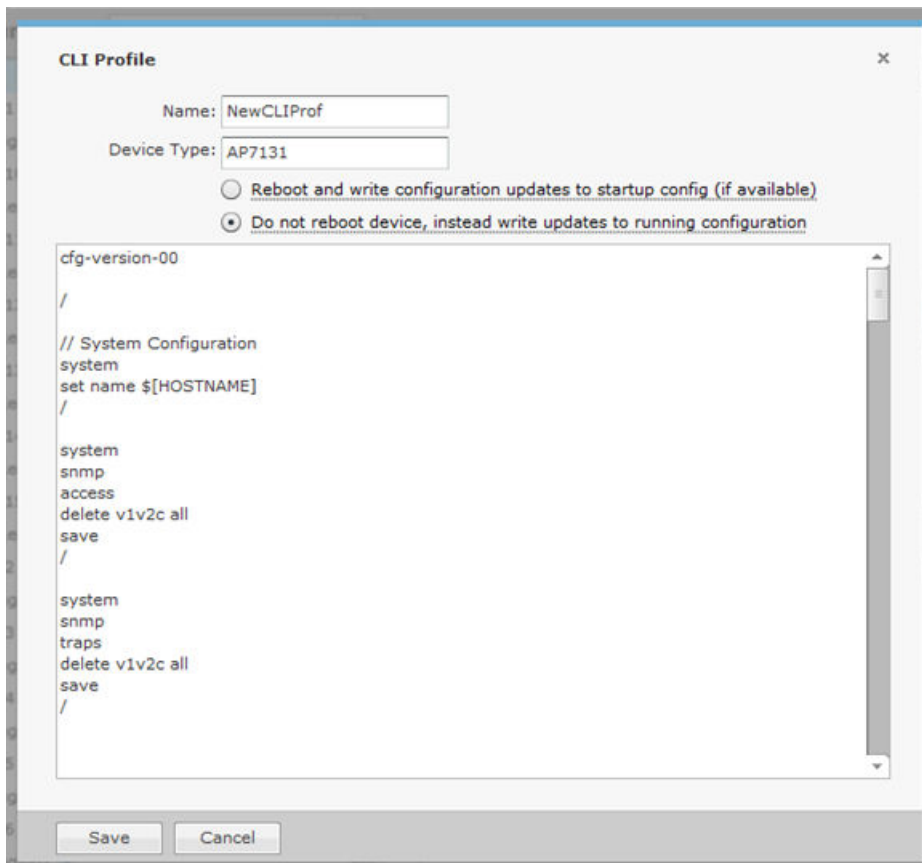 CLI Profile
Name: NewCLIProf
Device Type: AP7131
Reboot and write configuration updates to startup config (if available)
Do not reboot device, instead write updates to running configuration
cfg-version-00
/
// System Configuration
system
set name $[HOSTNAME]
/
system
snmp
access
delete v1v2c all
save
/
system
snmp
traps
delete v1v2c all
save
/
Save Cancel